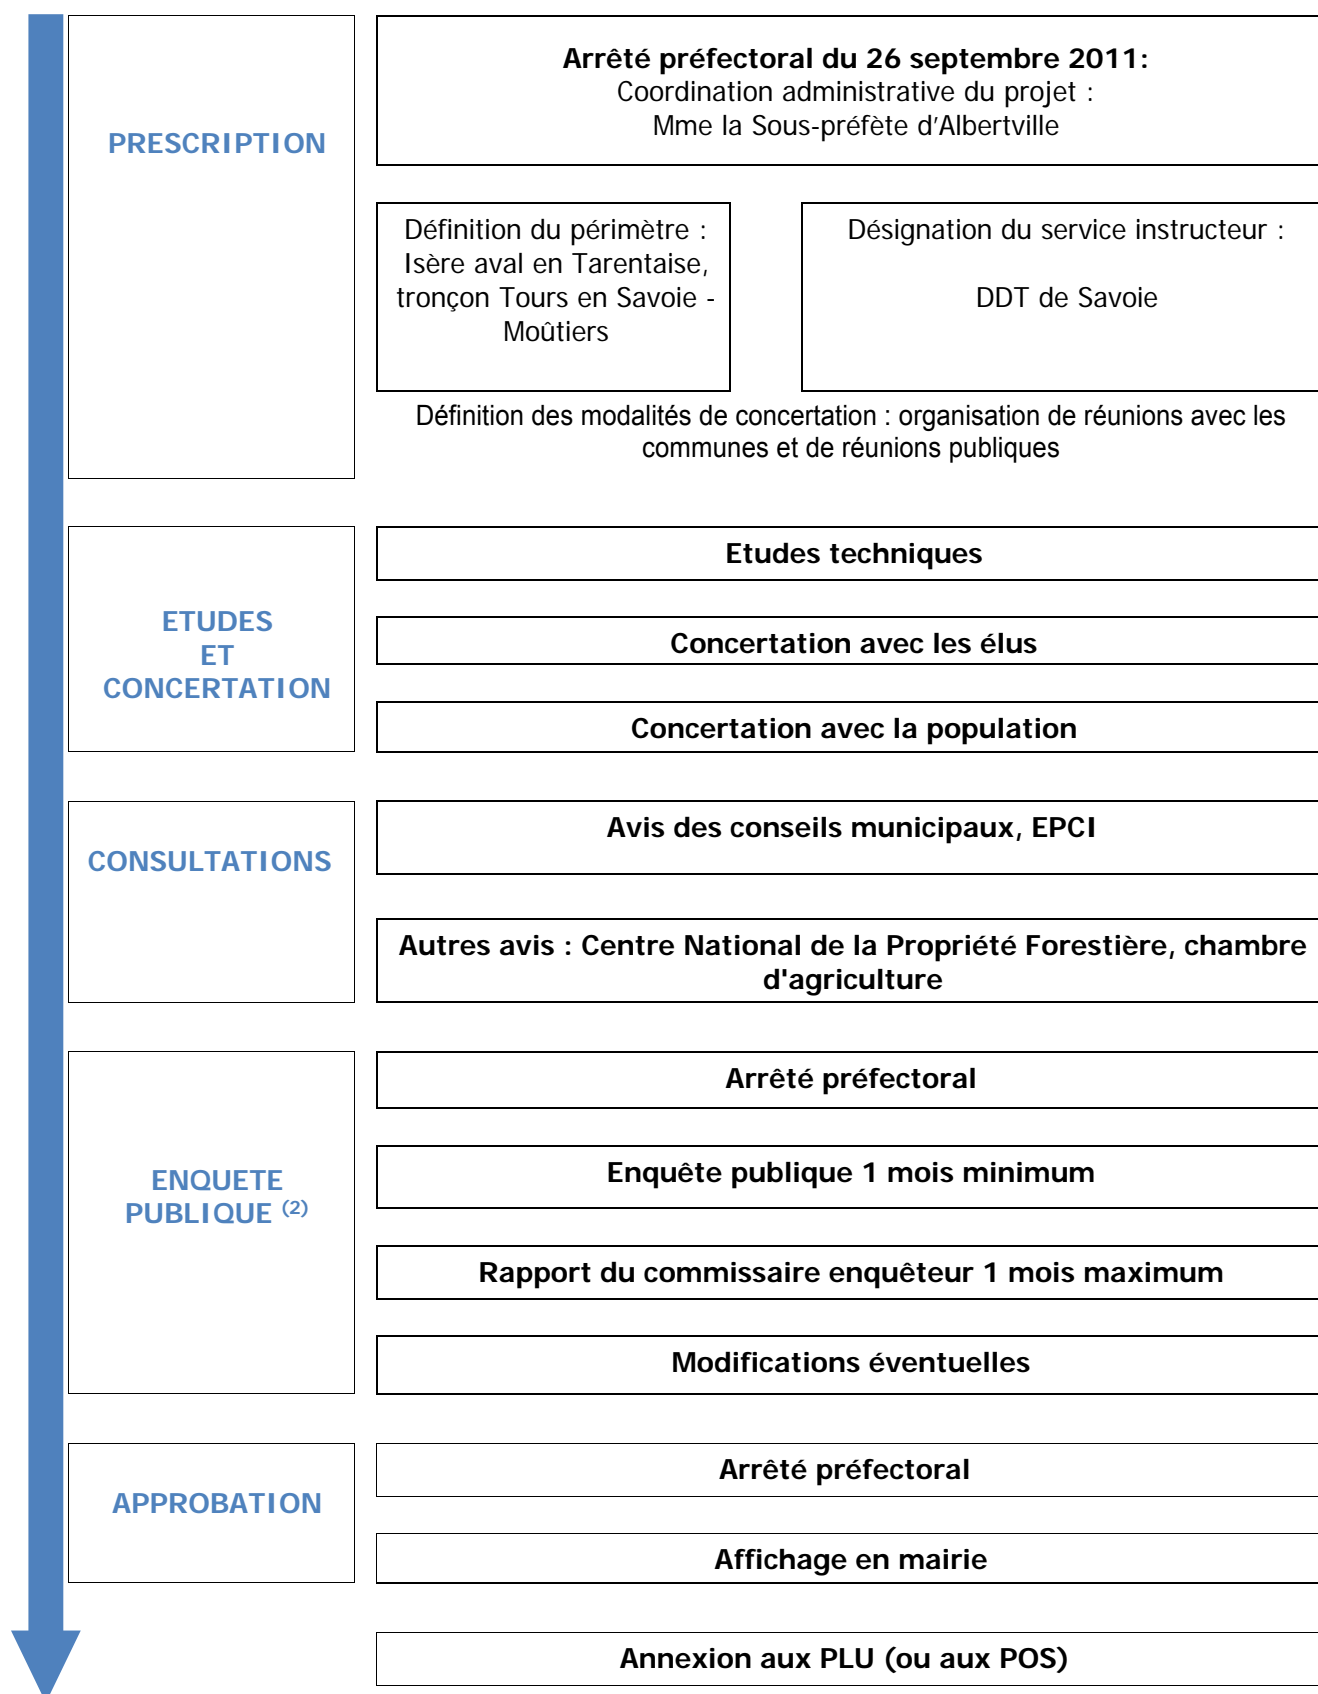 PRESCRIPTION
Arrêté préfectoral du 26 septembre 2011:
Coordination administrative du projet :
Mme la Sous-préfète d'Albertville
Définition du périmètre :
Isère aval en Tarentaise,
tronçon Tours en Savoie -
Moûtiers
Désignation du service instructeur :
DDT de Savoie
Définition des modalités de concertation : organisation de réunions avec les
communes et de réunions publiques
ETUDES
ET
CONCERTATION
Etudes techniques
Concertation avec les élus
Concertation avec la population
CONSULTATIONS
Avis des conseils municipaux, EPCI
Autres avis : Centre National de la Propriété Forestière, chambre
d'agriculture
ENQUETE
PUBLIQUE (2)
Arrêté préfectoral
Enquête publique 1 mois minimum
Rapport du commissaire enquêteur 1 mois maximum
Modifications éventuelles
APPROBATION
Arrêté préfectoral
Affichage en mairie
Annexion aux PLU (ou aux POS)